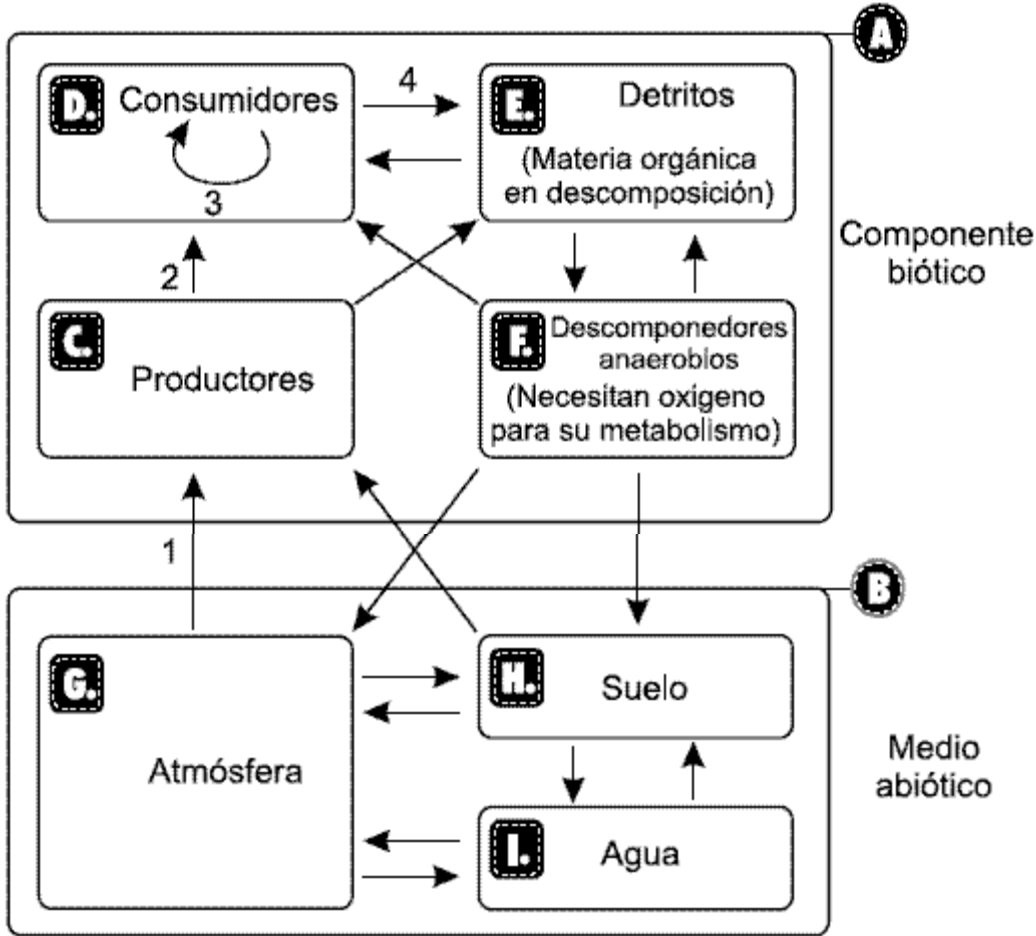 A
D. Consumidores
3
4
E. Detritos
(Materia orgánica
en descomposición)
Componente
biótico
2
C. Productores
F. Descomponedores
anaerobios
(Necesitan oxígeno
para su metabolismo)
1
B
G. Atmósfera
H. Suelo
Medio
abiótico
I. Agua